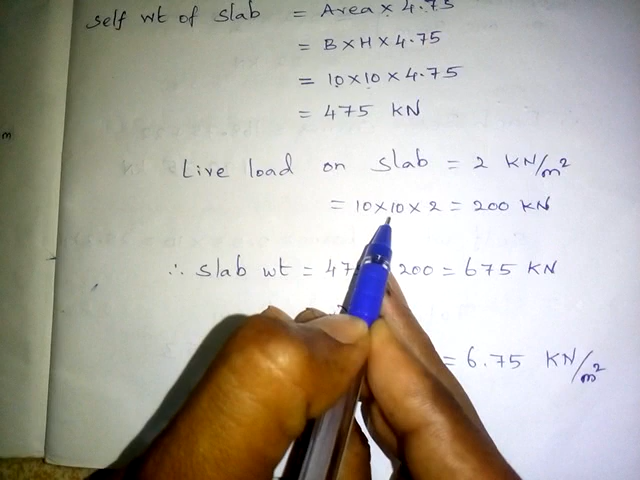 Self wt of slab = Area × 4.75
= B × H × 4.75
= 10 × 10 × 4.75
= 475 KN
Live load on slab = 2 KN/m²
= 10 × 10 × 2 = 200 KN
∴ Slab wt = 47 200 = 675 KN
= 6.75 KN/m²
m